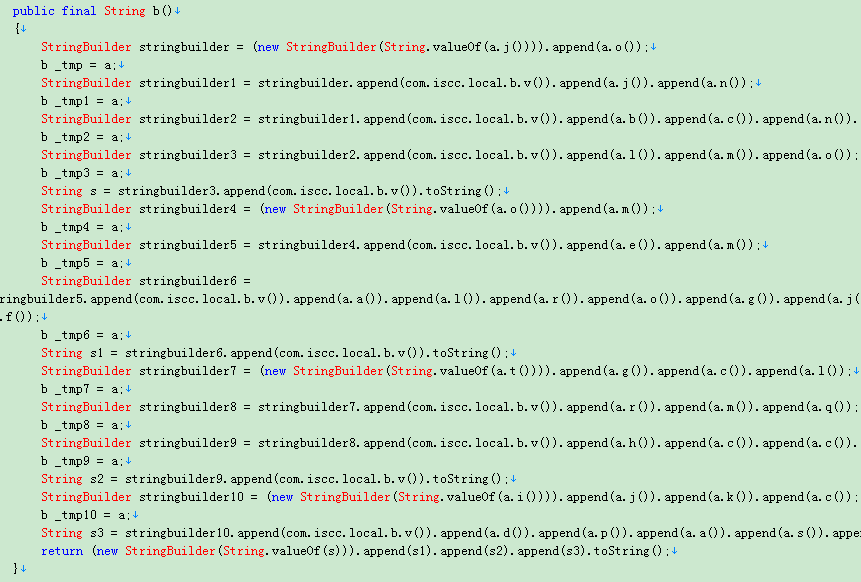 public final String b()↓
{↓
StringBuilder stringbuilder = (new StringBuilder(String.valueOf(a.j()))).append(a.o());↓
b _tmp = a;↓
StringBuilder stringbuilder1 = stringbuilder.append(com.iscc.local.b.v()).append(a.j()).append(a.n());↓
b _tmp1 = a;↓
StringBuilder stringbuilder2 = stringbuilder1.append(com.iscc.local.b.v()).append(a.b()).append(a.c()).append(a.n()).
b _tmp2 = a;↓
StringBuilder stringbuilder3 = stringbuilder2.append(com.iscc.local.b.v()).append(a.l()).append(a.m()).append(a.o());
b _tmp3 = a;↓
String s = stringbuilder3.append(com.iscc.local.b.v()).toString();↓
StringBuilder stringbuilder4 = (new StringBuilder(String.valueOf(a.o()))).append(a.m());↓
b _tmp4 = a;↓
StringBuilder stringbuilder5 = stringbuilder4.append(com.iscc.local.b.v()).append(a.e()).append(a.m());↓
b _tmp5 = a;↓
StringBuilder stringbuilder6 =
ringbuilder5.append(com.iscc.local.b.v()).append(a.a()).append(a.l()).append(a.r()).append(a.o()).append(a.g()).append(a.j(
.f());↓
b _tmp6 = a;↓
String s1 = stringbuilder6.append(com.iscc.local.b.v()).toString();↓
StringBuilder stringbuilder7 = (new StringBuilder(String.valueOf(a.t()))).append(a.g()).append(a.c()).append(a.l());↓
b _tmp7 = a;↓
StringBuilder stringbuilder8 = stringbuilder7.append(com.iscc.local.b.v()).append(a.r()).append(a.m()).append(a.q());
b _tmp8 = a;↓
StringBuilder stringbuilder9 = stringbuilder8.append(com.iscc.local.b.v()).append(a.h()).append(a.c()).append(a.c()).
b _tmp9 = a;↓
String s2 = stringbuilder9.append(com.iscc.local.b.v()).toString();↓
StringBuilder stringbuilder10 = (new StringBuilder(String.valueOf(a.i()))).append(a.j()).append(a.k()).append(a.c());
b _tmp10 = a;↓
String s3 = stringbuilder10.append(com.iscc.local.b.v()).append(a.d()).append(a.p()).append(a.a()).append(a.s()).appe
return (new StringBuilder(String.valueOf(s))).append(s1).append(s2).append(s3).toString();↓
}↓